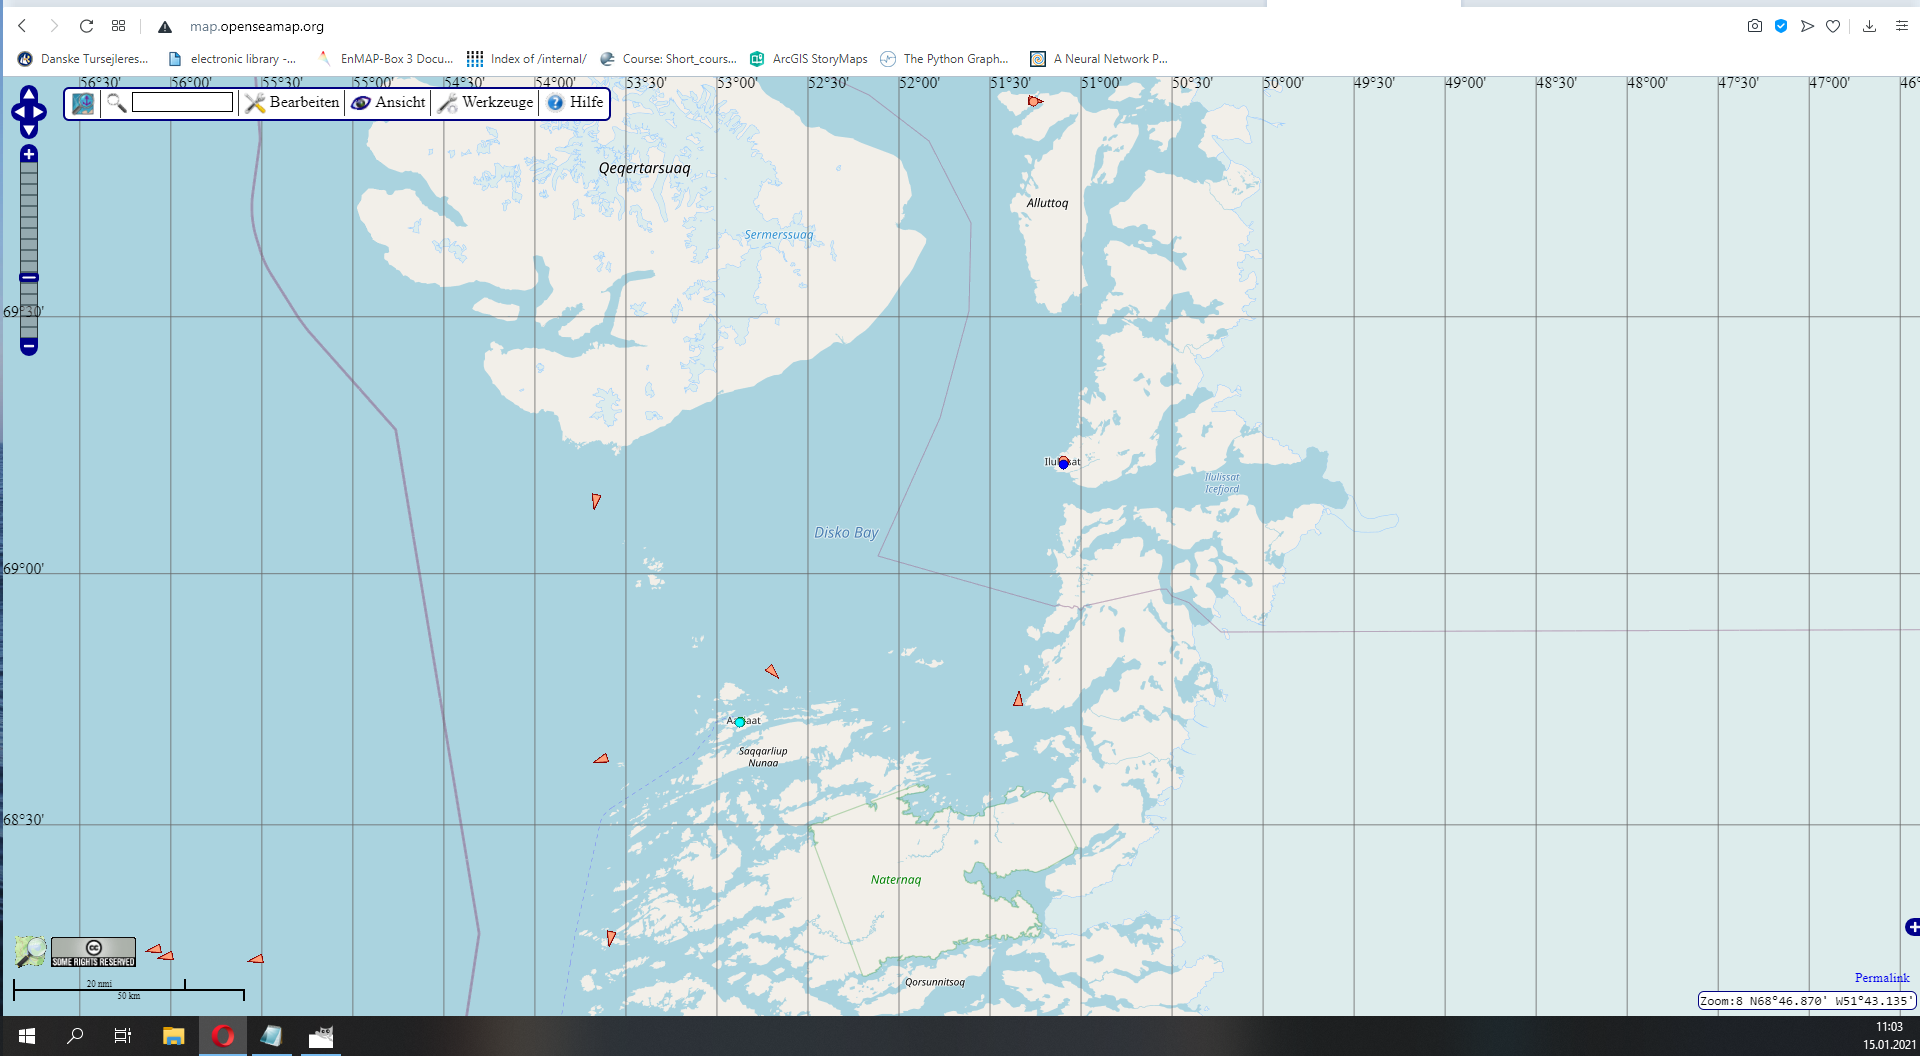 map.openseamap.org
Danske Tursejleres... electronic library -... EnMAP-Box 3 Docu... Index of /internal/ Course: Short_cours... ArcGIS StoryMaps The Python Graph... A Neural Network P...
56°30' 56°00' 55°30' 55°00' 54°30' 54°00' 53°30' 53°00' 52°30' 52°00' 51°30' 51°00' 50°30' 50°00' 49°30' 49°00' 48°30' 48°00' 47°30' 47°00' 46°
Bearbeiten Ansicht Werkzeuge Hilfe
Qeqertarsuaq
Alluttoq
Sermerssuaq
69°30'
Ilulissat
Ilulissat
Icefjord
Disko Bay
69°00'
Aasiaat
Saqqarliup
Nunaa
68°30'
Naternaq
Qorsunnitsoq
SOME RIGHTS RESERVED
20 nmi
50 km
Permalink
Zoom:8 N68°46.870' W51°43.135'
11:03
15.01.2021